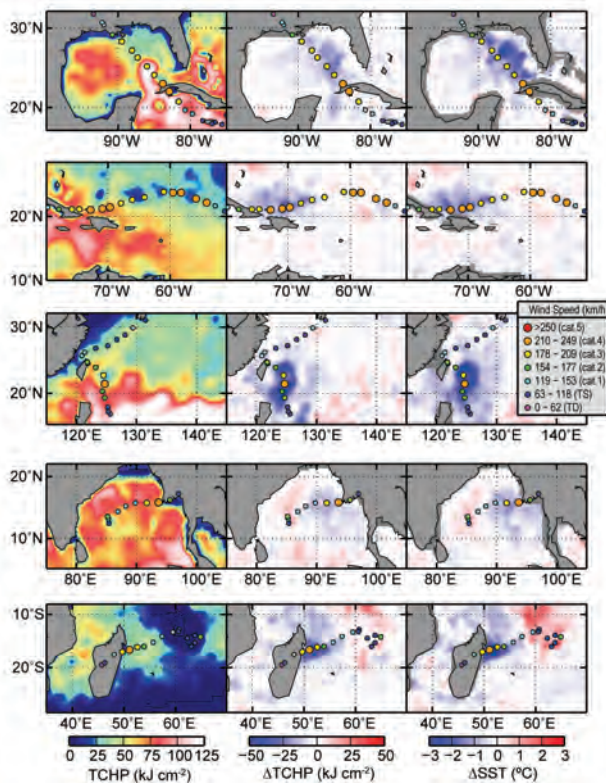 30°N
20°N
90°W 80°W 90°W 80°W 90°W 80°W
20°N
10°N
70°W 60°W 70°W 60°W 70°W 60°W
Wind Speed (km/h
>250 (cat.5)
210 – 249 (cat.4)
178 – 209 (cat.3)
154 – 177 (cat.2)
119 – 153 (cat.1)
63 – 118 (TS)
0 – 62 (TD)
30°N
20°N
120°E 130°E 140°E 120°E 130°E 140°E 120°E 130°E 140°E
20°N
10°N
80°E 90°E 100°E 80°E 90°E 100°E 80°E 90°E 100°E
10°S
20°S
40°E 50°E 60°E 40°E 50°E 60°E 40°E 50°E 60°E
0 25 50 75 100 125 −50 −25 0 25 50 −3 −2 −1 0 1 2 3
TCHP (kJ cm⁻²) ΔTCHP (kJ cm⁻²) ΔSST (ºC)